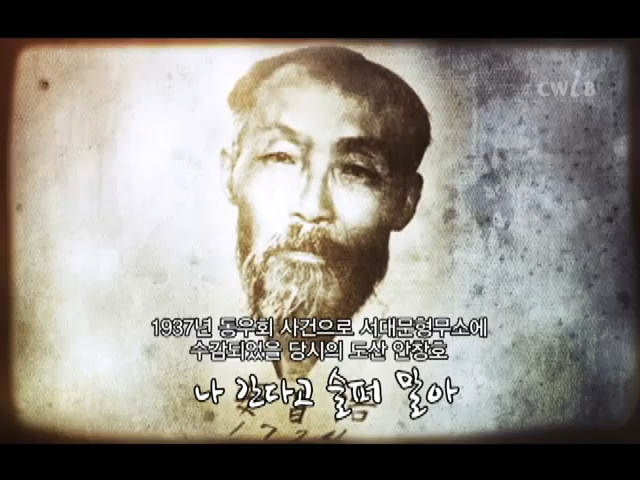 CWiB
1937년 동우회 사건으로 서대문형무소에
수감되었을 당시의 도산 안창호
나 간다고 슬퍼 말아